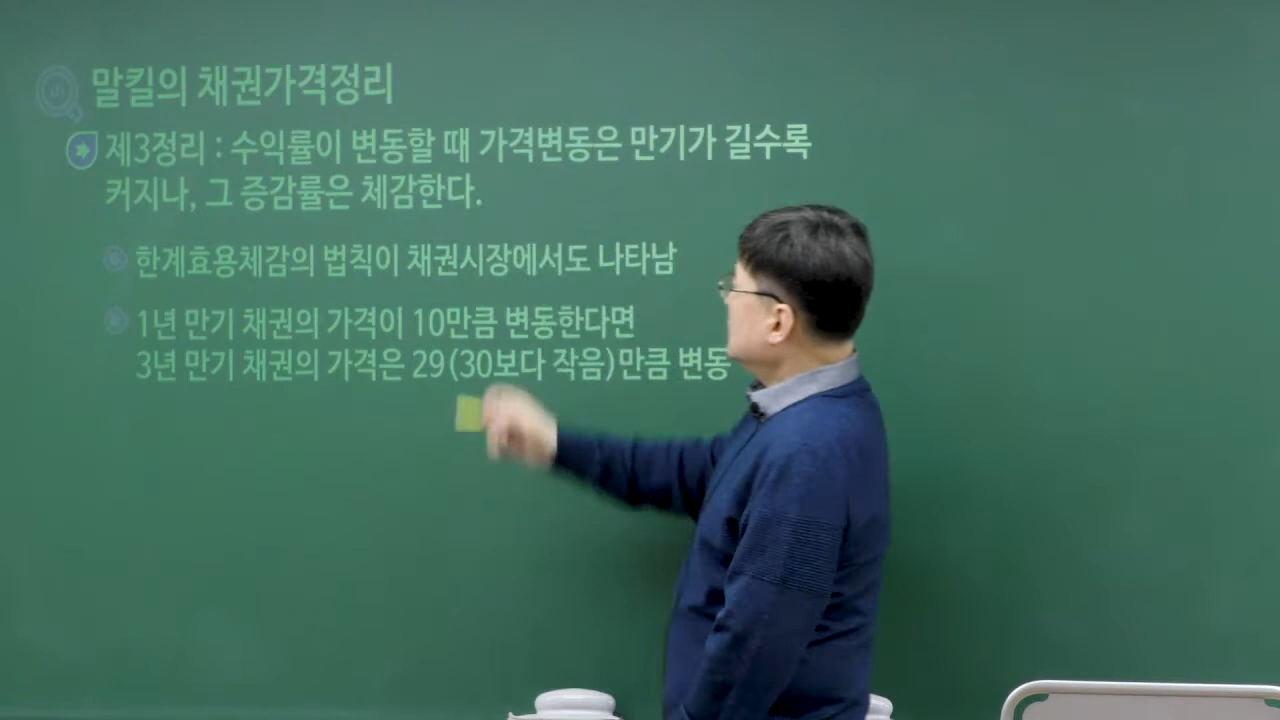 말킬의 채권가격정리
제3정리 : 수익률이 변동할 때 가격변동은 만기가 길수록
커지나, 그 증감률은 체감한다.
한계효용체감의 법칙이 채권시장에서도 나타남
1년 만기 채권의 가격이 10만큼 변동한다면
3년 만기 채권의 가격은 29(30보다 작음)만큼 변동